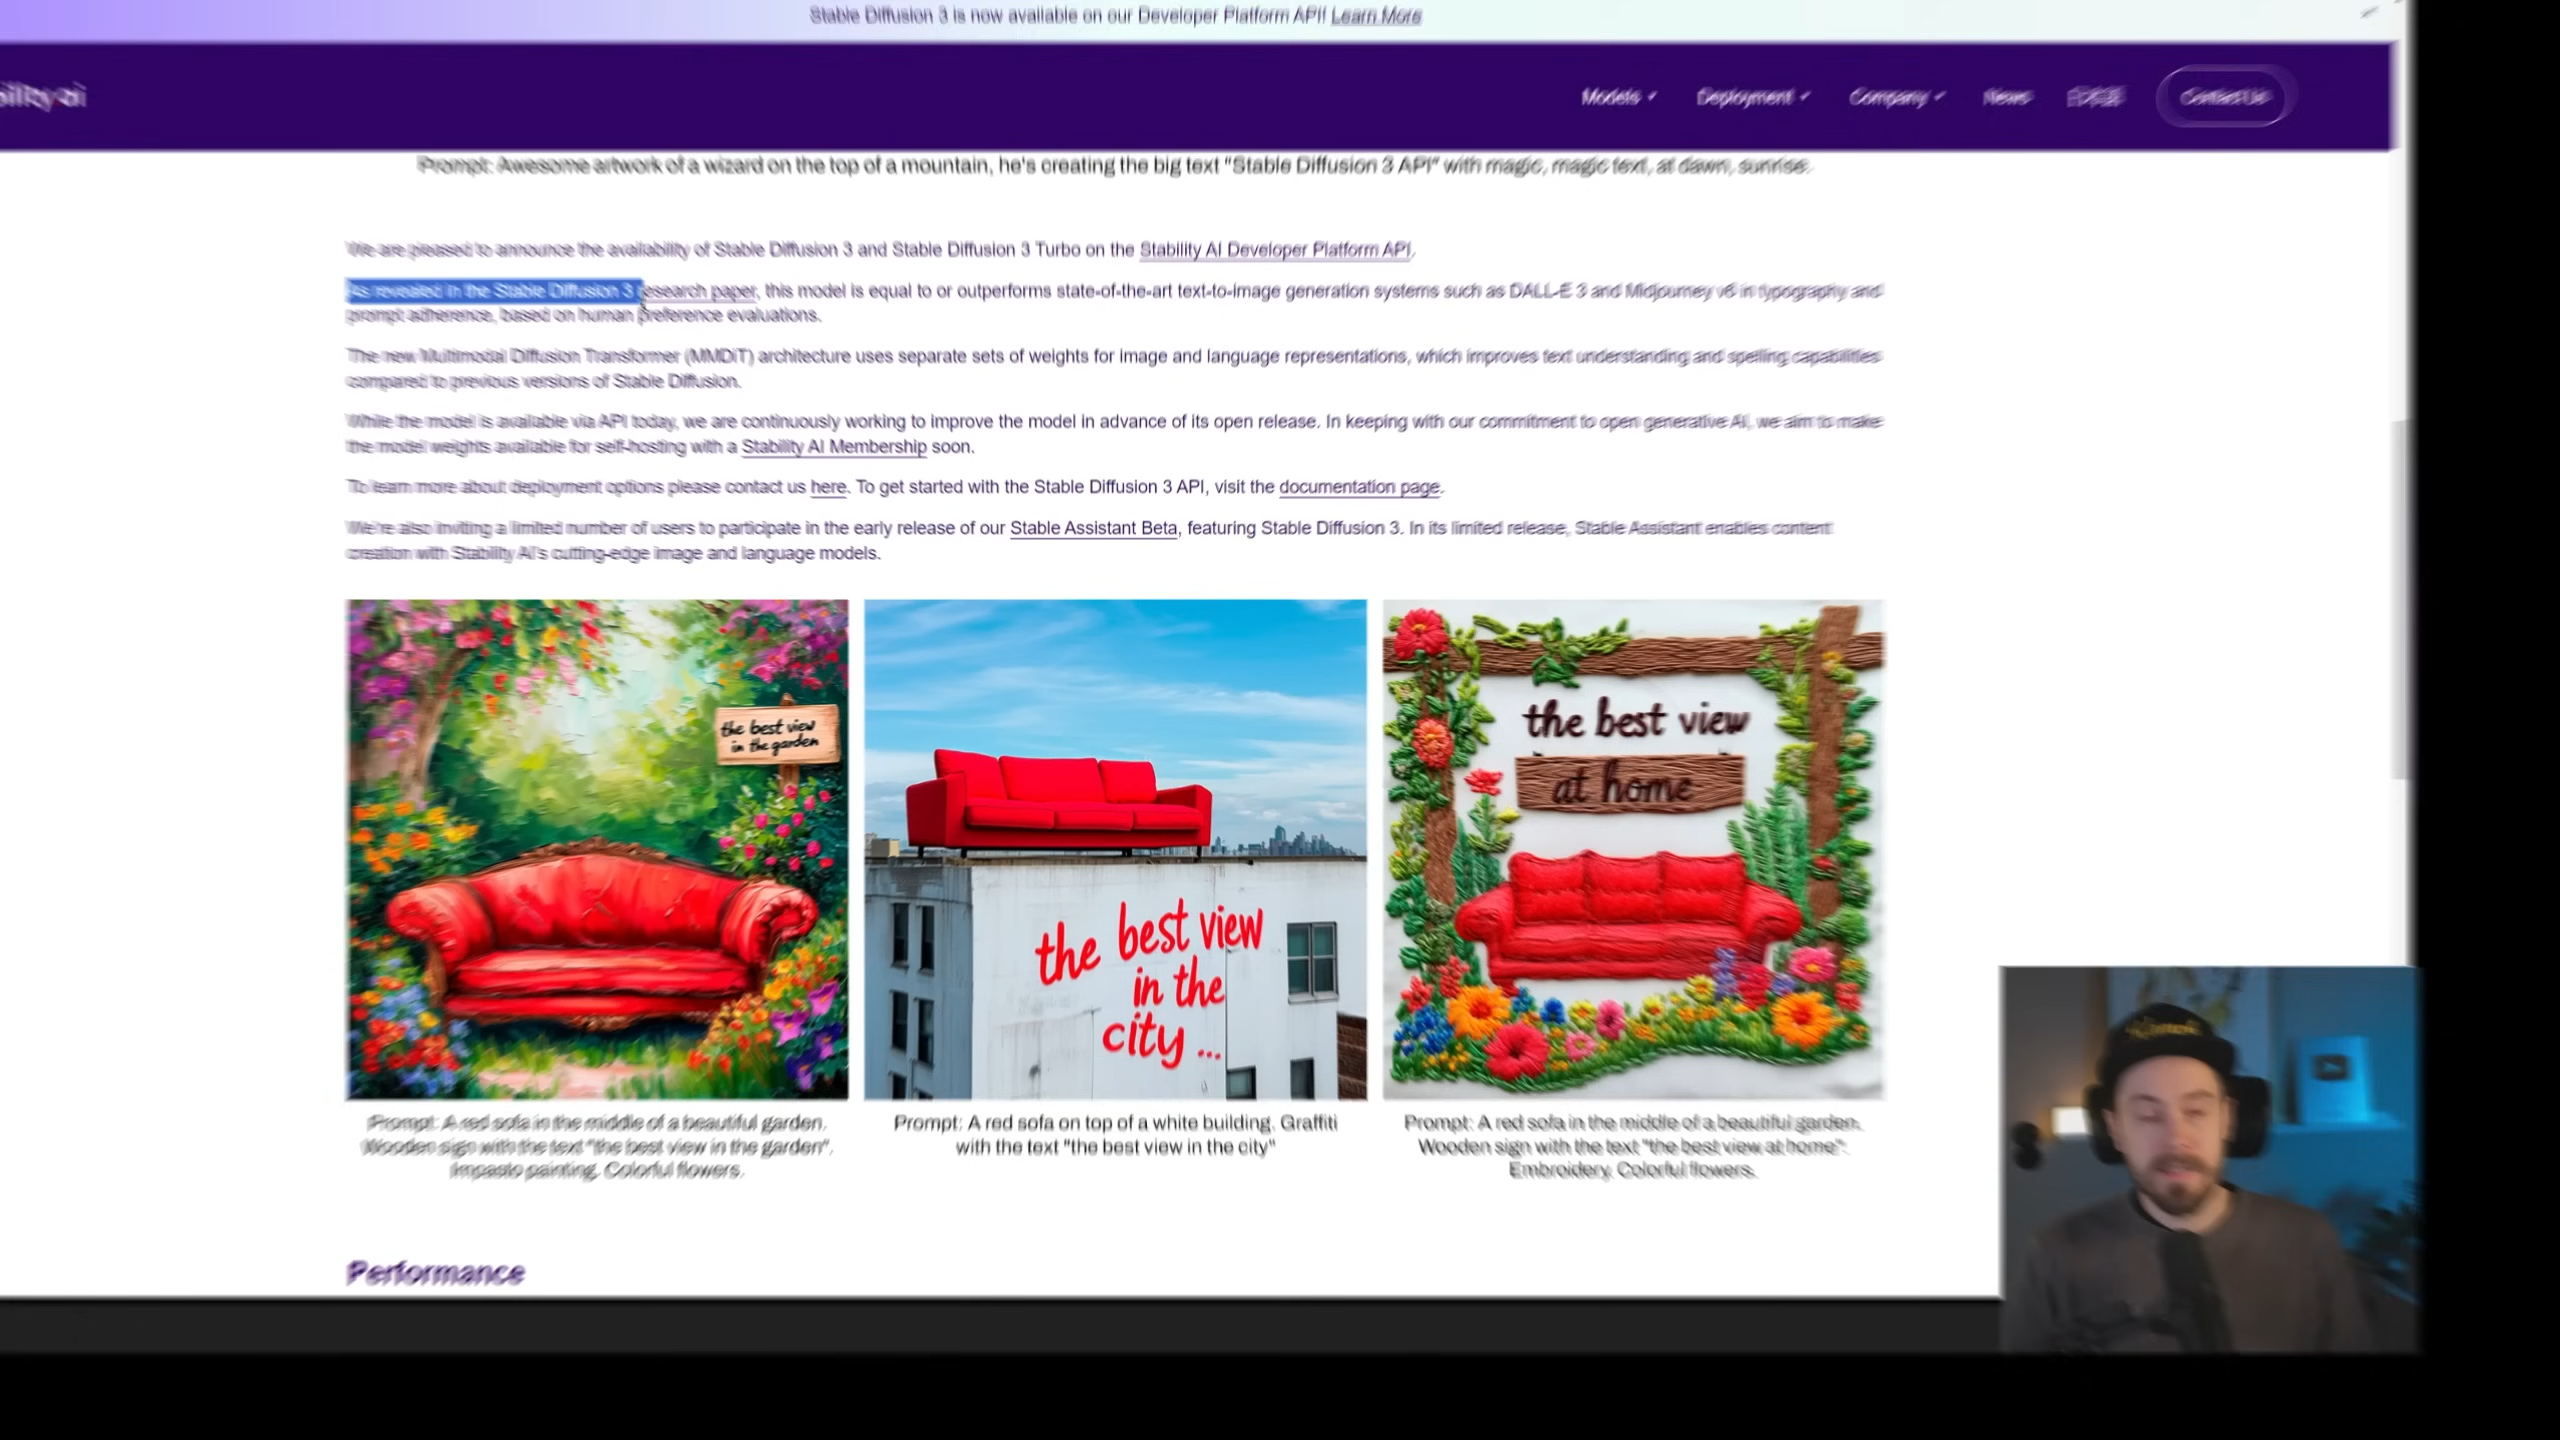 Stable Diffusion 3 is now available on our Developer Platform API! Learn More
bility.ai
Models Deployment Company News 日本語 Contact Us
Prompt: Awesome artwork of a wizard on the top of a mountain, he's creating the big text "Stable Diffusion 3 API" with magic, magic text, at dawn, sunrise.
We are pleased to announce the availability of Stable Diffusion 3 and Stable Diffusion 3 Turbo on the Stability AI Developer Platform API.
As revealed in the Stable Diffusion 3 research paper, this model is equal to or outperforms state-of-the-art text-to-image generation systems such as DALL-E 3 and Midjourney v6 in typography and
prompt adherence, based on human preference evaluations.
The new Multimodal Diffusion Transformer (MMDiT) architecture uses separate sets of weights for image and language representations, which improves text understanding and spelling capabilities
compared to previous versions of Stable Diffusion.
While the model is available via API today, we are continuously working to improve the model in advance of its open release. In keeping with our commitment to open generative AI, we aim to make
the model weights available for self-hosting with a Stability AI Membership soon.
To learn more about deployment options please contact us here. To get started with the Stable Diffusion 3 API, visit the documentation page.
We're also inviting a limited number of users to participate in the early release of our Stable Assistant Beta, featuring Stable Diffusion 3. In its limited release, Stable Assistant enables content
creation with Stability AI's cutting-edge image and language models.
the best view
in the garden
the best view
in the
city ...
the best view
at home
Prompt: A red sofa in the middle of a beautiful garden.
Wooden sign with the text "the best view in the garden".
Impasto painting, Colorful flowers.
Prompt: A red sofa on top of a white building. Graffiti
with the text "the best view in the city"
Prompt: A red sofa in the middle of a beautiful garden.
Wooden sign with the text "the best view at home".
Embroidery. Colorful flowers.
Performance